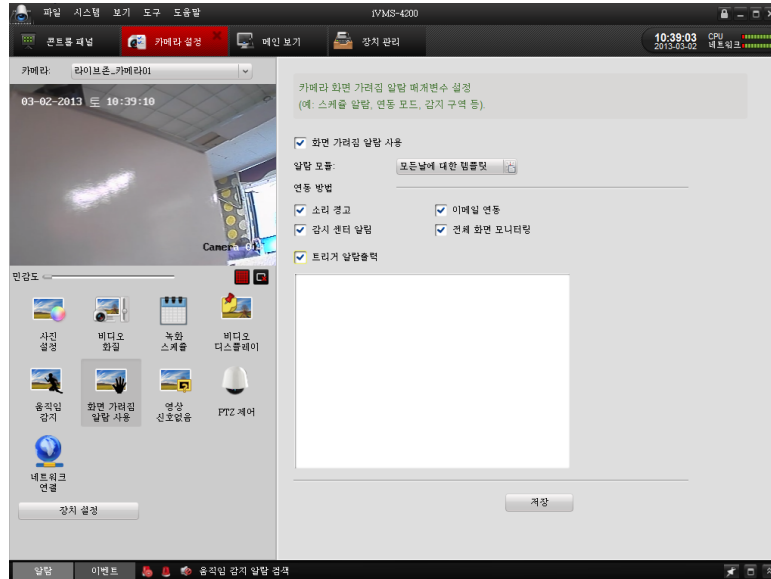 파일 시스템 보기 도구 도움말 iVMS-4200
콘트롤 패널 카메라 설정 메인 보기 장치 관리 10:39:03 CPU
2013-03-02 네트워크
카메라: 라이브존_카메라01
03-02-2013 토 10:39:10
Camera 01
민감도
사진 설정
비디오 화질
녹화 스케쥴
비디오 디스플레이
움직임 감지
화면 가려짐 알람 사용
영상 신호없음
PTZ 제어
네트워크 연결
장치 설정
카메라 화면 가려짐 알람 매개변수 설정
(예: 스케쥴 알람, 연동 모드, 감지 구역 등).
화면 가려짐 알람 사용
알람 모듈: 모든날에 대한 템플릿
연동 방법
소리 경고 이메일 연동
감시 센터 알림 전체 화면 모니터링
트리거 알람출력
저장
알람 이벤트 움직임 감지 알람 검색